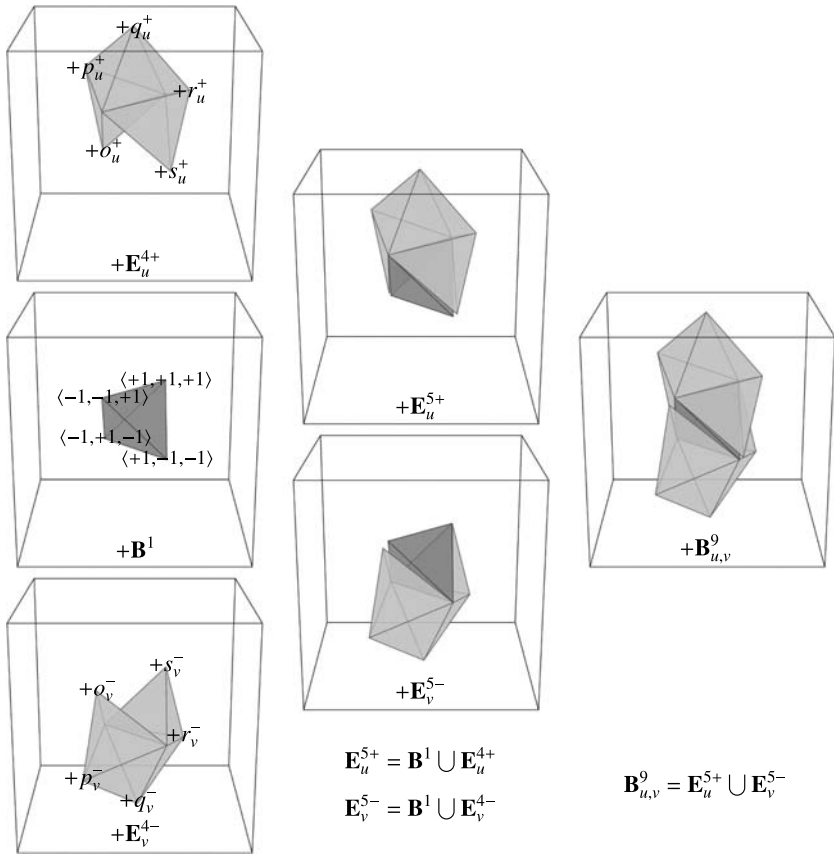 +q_u^+
+p_u^+
+r_u^+
+o_u^+
+s_u^+
+𝐄_u^{4+}
⟨+1,+1,+1⟩
⟨−1,−1,+1⟩
⟨−1,+1,−1⟩
⟨+1,−1,−1⟩
+𝐁^1
+s_v^−
+o_v^−
+r_v^−
+p_v^−
+q_v^−
+𝐄_v^{4−}
+𝐄_u^{5+}
+𝐄_v^{5−}
𝐄_u^{5+} = 𝐁^1 ⋃ 𝐄_u^{4+}
𝐄_v^{5−} = 𝐁^1 ⋃ 𝐄_v^{4−}
+𝐁_{u,v}^9
𝐁_{u,v}^9 = 𝐄_u^{5+} ⋃ 𝐄_v^{5−}